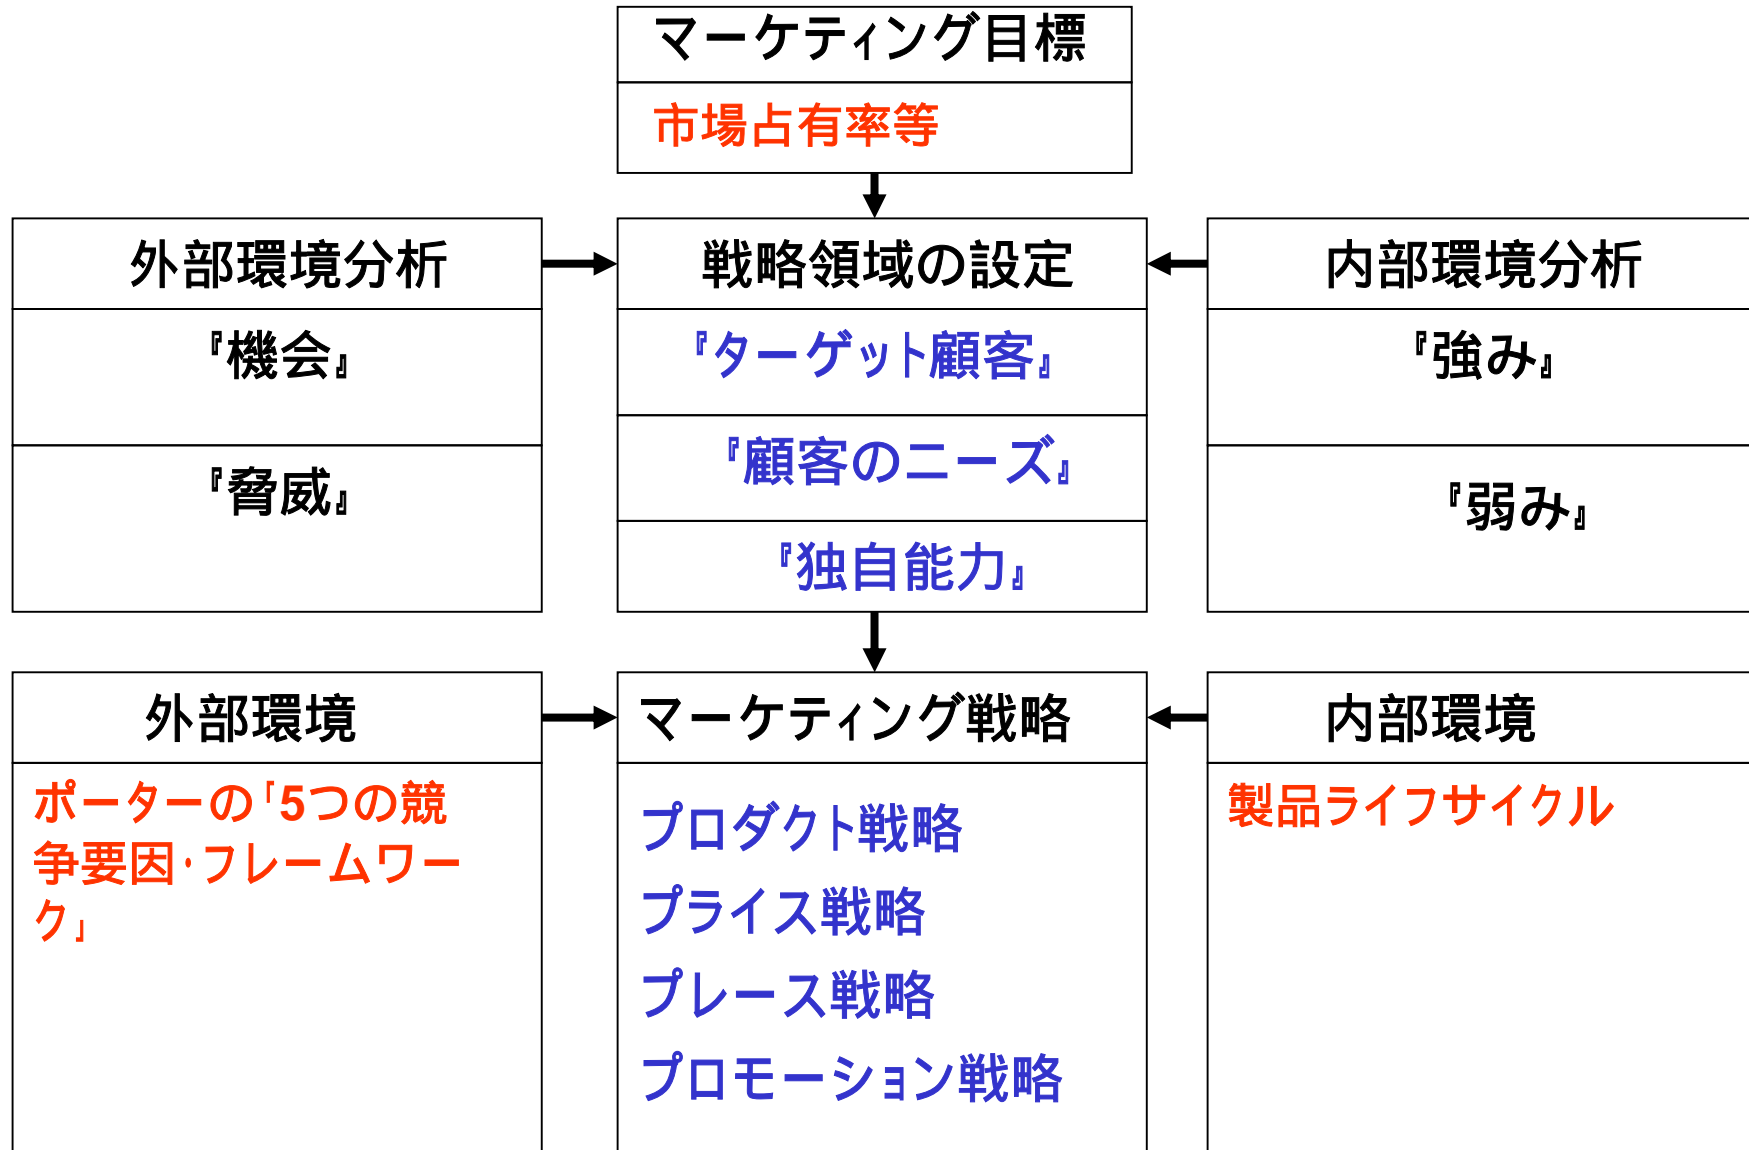 マーケティング目標
市場占有率等
外部環境分析
『機会』
『脅威』
戦略領域の設定
『ターゲット顧客』
『顧客のニーズ』
『独自能力』
内部環境分析
『強み』
『弱み』
外部環境
ポーターの「5つの競
争要因・フレームワー
ク」
マーケティング戦略
プロダクト戦略
プライス戦略
プレース戦略
プロモーション戦略
内部環境
製品ライフサイクル